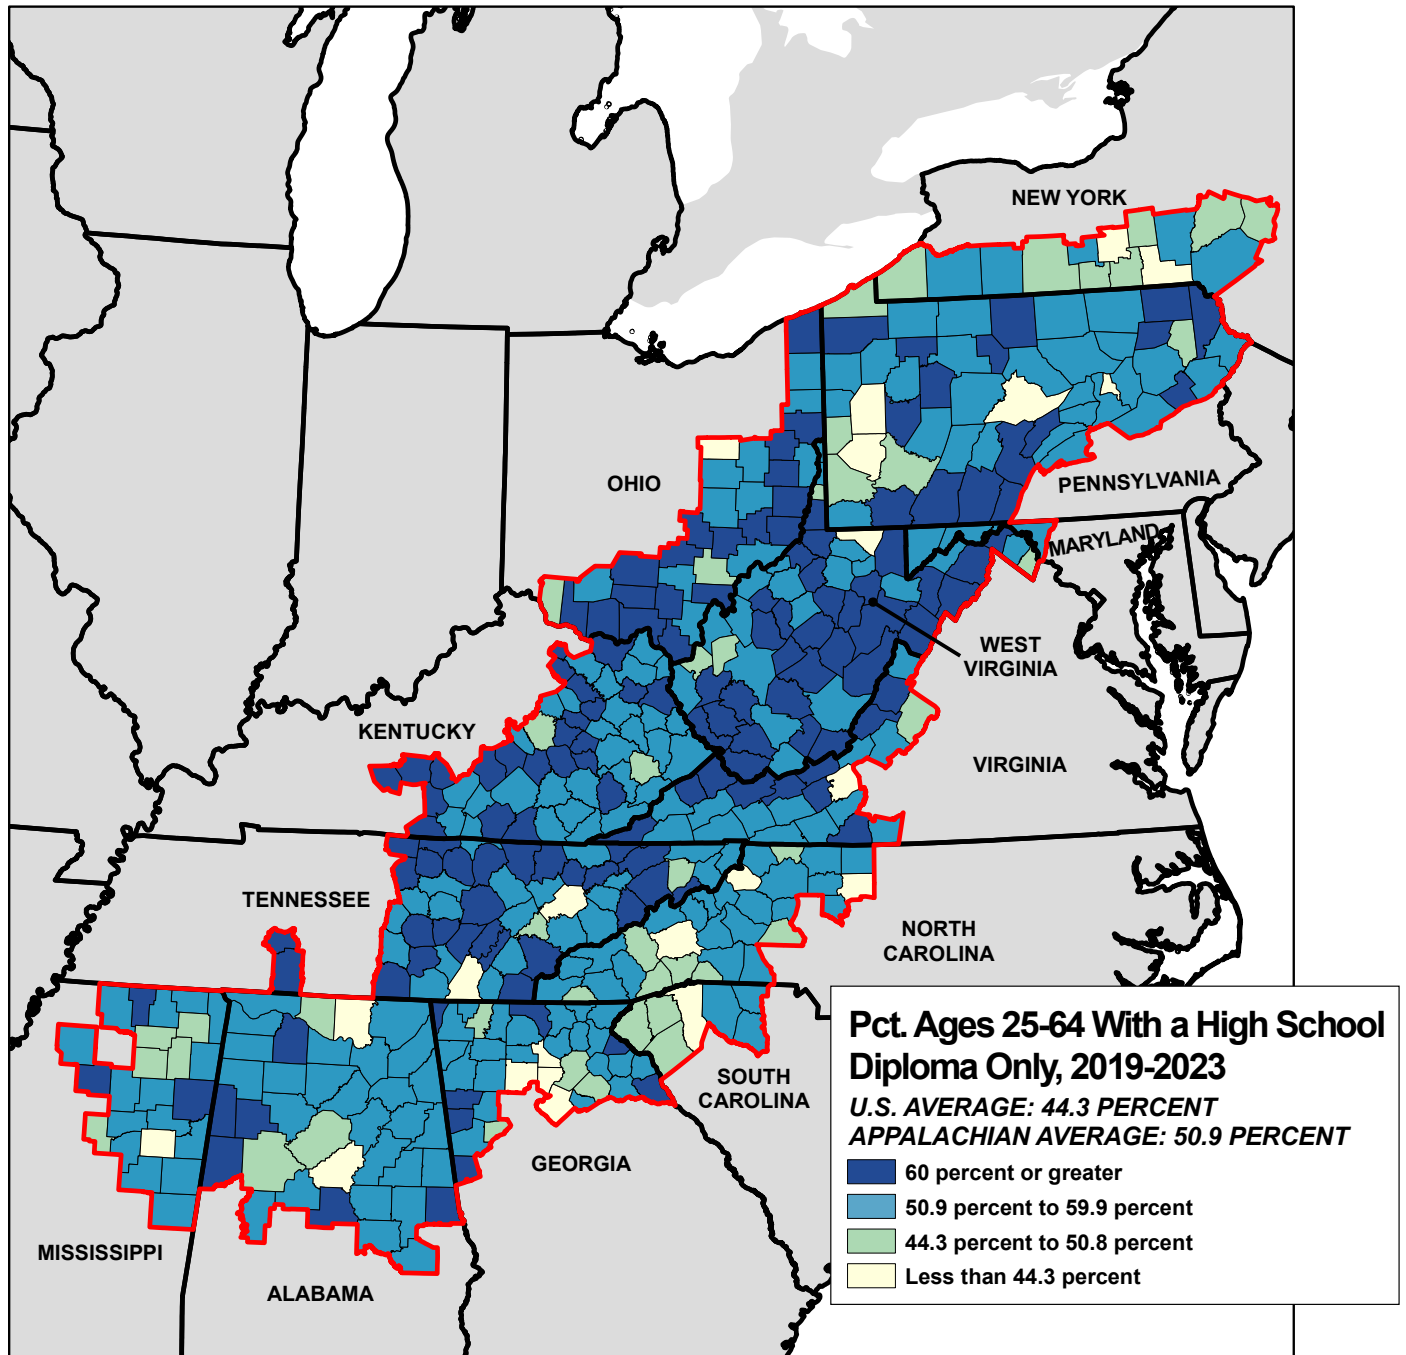 NEW YORK
OHIO
PENNSYLVANIA
MARYLAND
WEST
VIRGINIA
KENTUCKY
VIRGINIA
TENNESSEE
NORTH
CAROLINA
SOUTH
CAROLINA
GEORGIA
MISSISSIPPI
ALABAMA
Pct. Ages 25-64 With a High School
Diploma Only, 2019-2023
U.S. AVERAGE: 44.3 PERCENT
APPALACHIAN AVERAGE: 50.9 PERCENT
60 percent or greater
50.9 percent to 59.9 percent
44.3 percent to 50.8 percent
Less than 44.3 percent